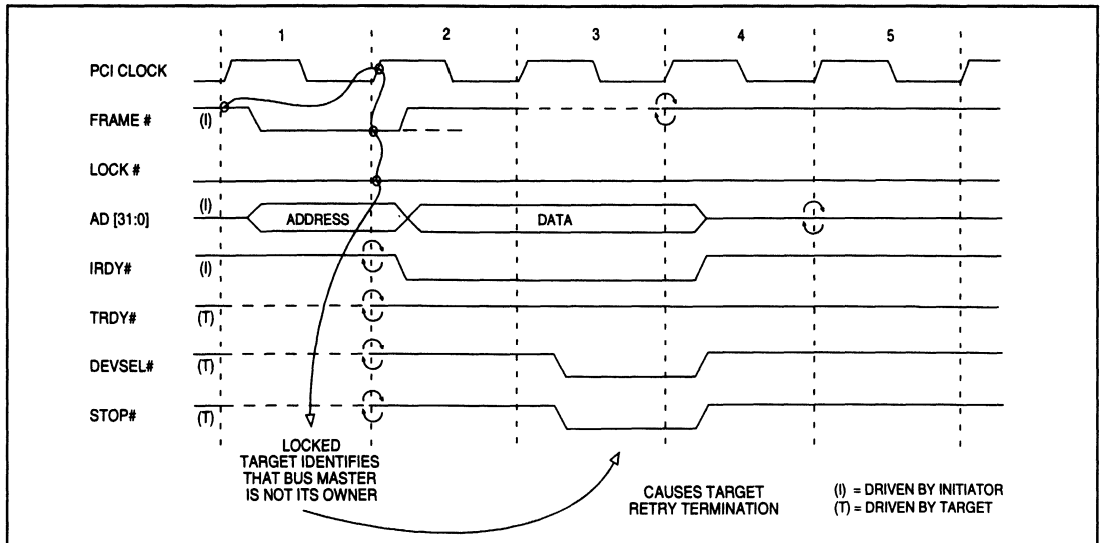 1 2 3 4 5
PCI CLOCK
FRAME # (I)
LOCK #
AD [31:0] (I) ADDRESS DATA
IRDY# (I)
TRDY# (T)
DEVSEL# (T)
STOP# (T)
LOCKED
TARGET IDENTIFIES
THAT BUS MASTER
IS NOT ITS OWNER
CAUSES TARGET
RETRY TERMINATION
(I) = DRIVEN BY INITIATOR
(T) = DRIVEN BY TARGET